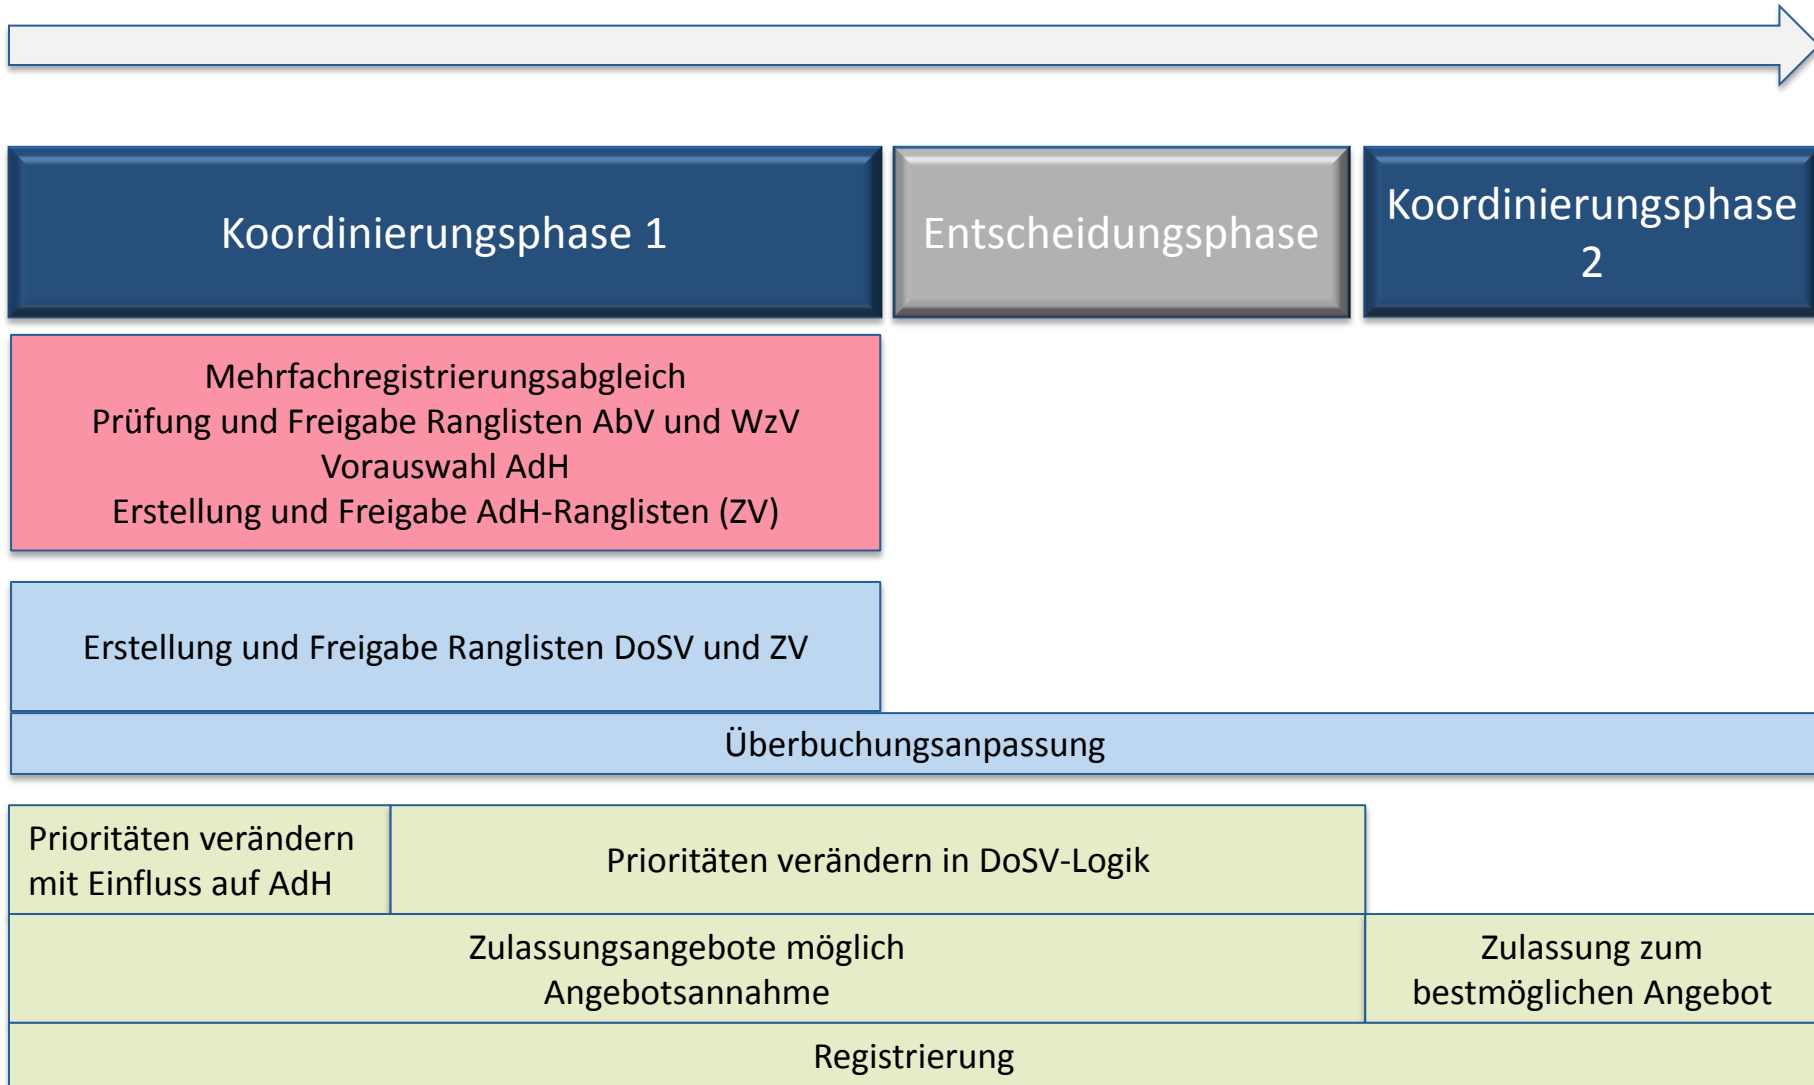 Koordinierungsphase 1
Entscheidungsphase
Koordinierungsphase
2
Mehrfachregistrierungsabgleich
Prüfung und Freigabe Ranglisten AbV und WzV
Vorauswahl AdH
Erstellung und Freigabe AdH-Ranglisten (ZV)
Erstellung und Freigabe Ranglisten DoSV und ZV
Überbuchungsanpassung
Prioritäten verändern
mit Einfluss auf AdH
Prioritäten verändern in DoSV-Logik
Zulassungsangebote möglich
Angebotsannahme
Zulassung zum
bestmöglichen Angebot
Registrierung